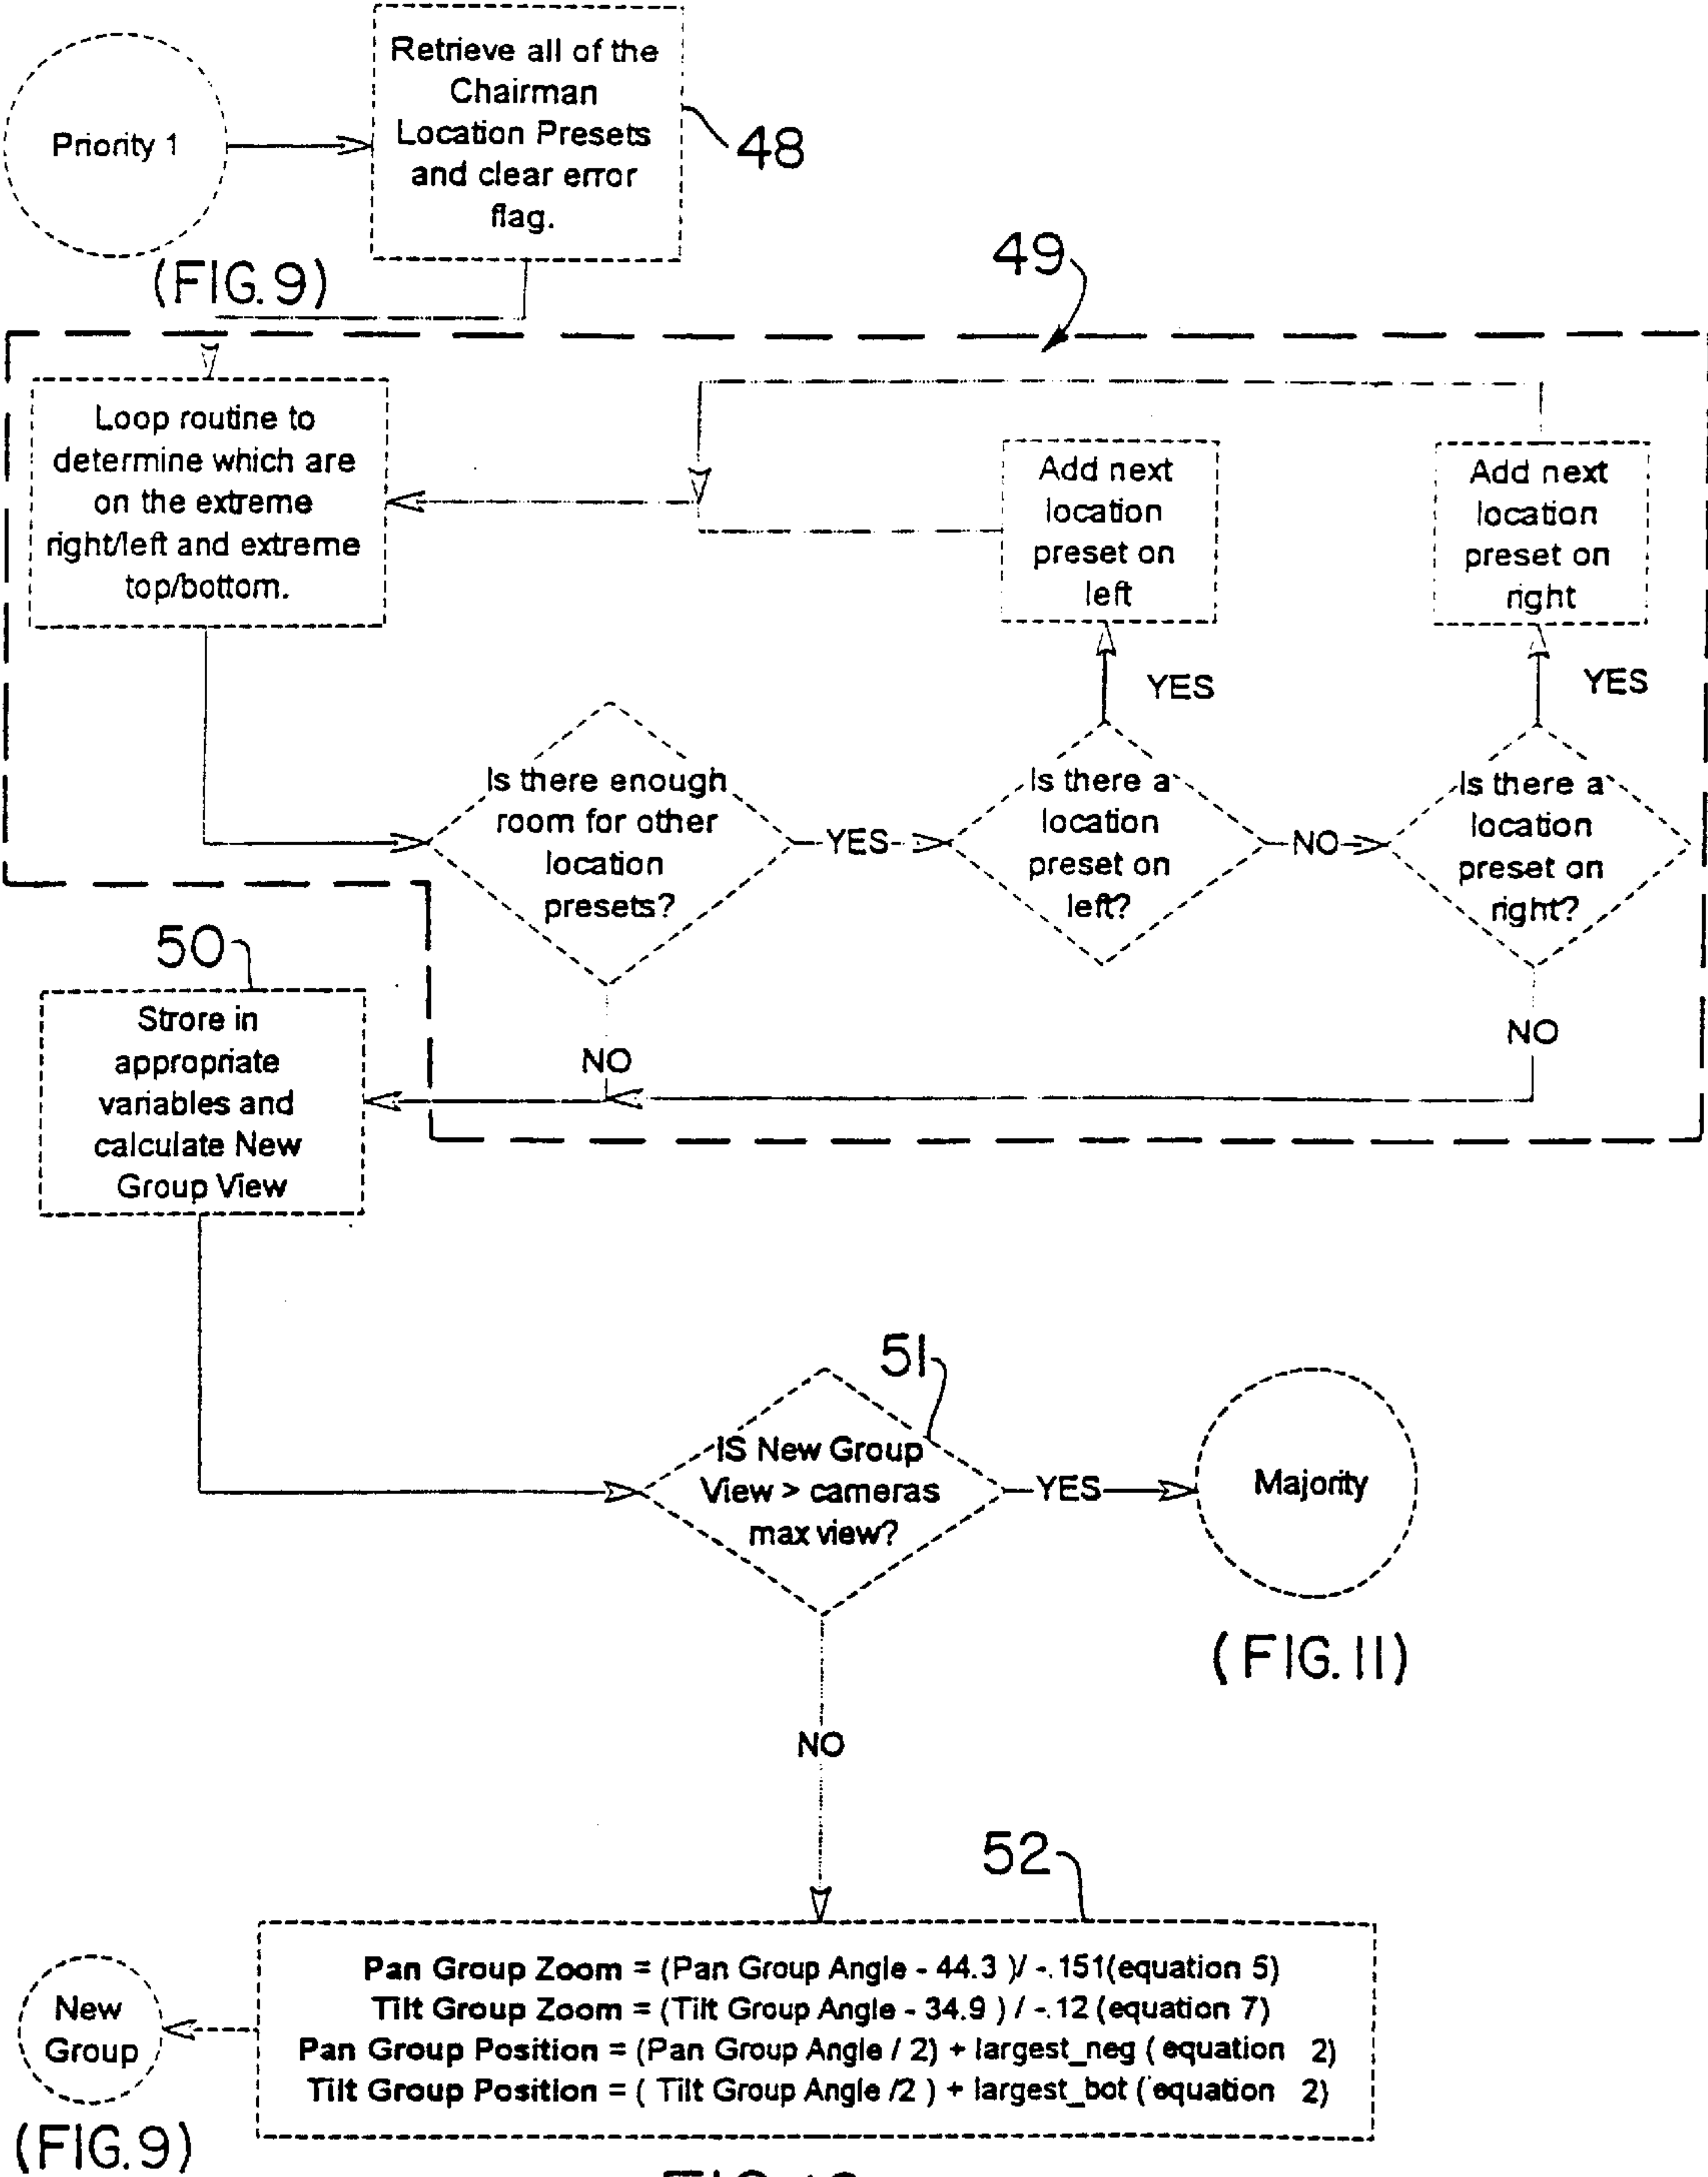 Priority 1
Retrieve all of the
Chairman
Location Presets
and clear error
flag.
48
(FIG. 9)
49
Loop routine to
determine which are
on the extreme
right/left and extreme
top/bottom.
Add next
location
preset on
left
Add next
location
preset on
right
YES
YES
Is there enough
room for other
location
presets?
YES
Is there a
location
preset on
left?
NO
Is there a
location
preset on
right?
50
Strore in
appropriate
variables and
calculate New
Group View
NO
NO
51
IS New Group
View > cameras
max view?
YES
Majority
(FIG. 11)
NO
52
Pan Group Zoom = (Pan Group Angle - 44.3 )/ -.151(equation 5)
Tilt Group Zoom = (Tilt Group Angle - 34.9 ) / -.12 (equation 7)
Pan Group Position = (Pan Group Angle / 2) + largest_neg ( equation 2)
Tilt Group Position = ( Tilt Group Angle /2 ) + largest_bot ( equation 2)
New
Group
(FIG. 9)